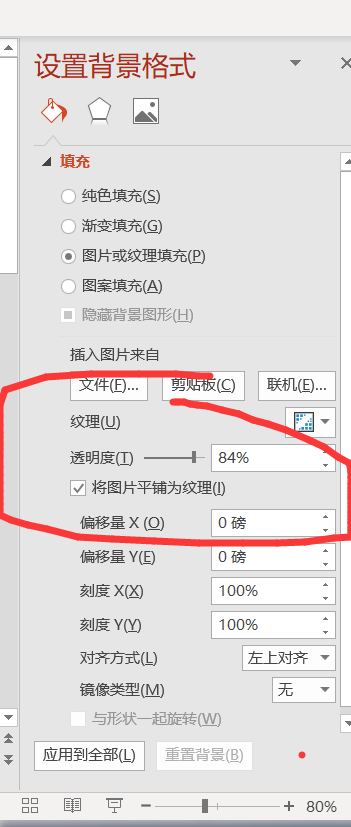 设置背景格式
填充
纯色填充(S)
渐变填充(G)
图片或纹理填充(P)
图案填充(A)
隐藏背景图形(H)
插入图片来自
文件(F)... 剪贴板(C) 联机(E)...
纹理(U)
透明度(T) 84%
将图片平铺为纹理(I)
偏移量 X (O) 0 磅
偏移量 Y(E) 0 磅
刻度 X(X) 100%
刻度 Y(Y) 100%
对齐方式(L) 左上对齐
镜像类型(M) 无
与形状一起旋转(W)
应用到全部(L) 重置背景(B)
80%